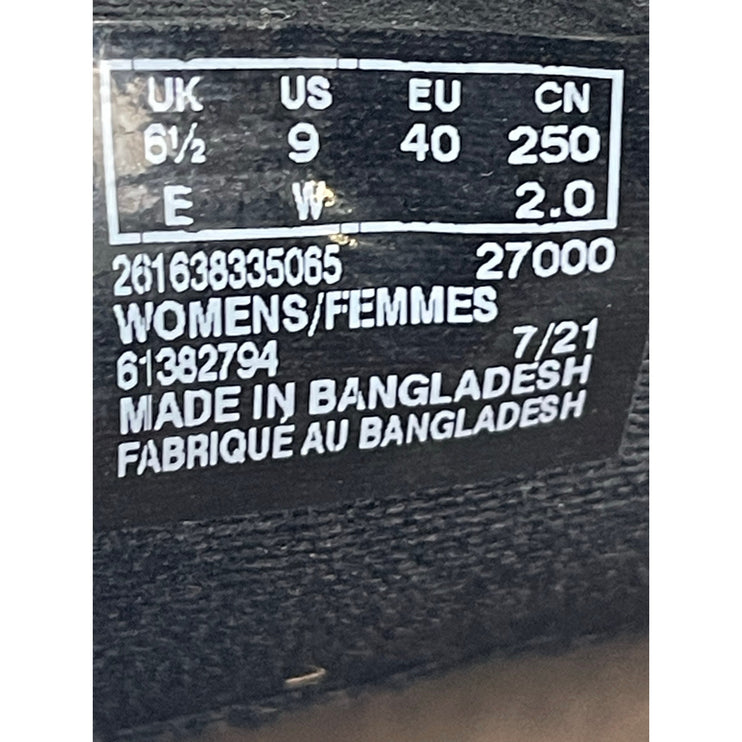 UK US EU CN
6½ 9 40 250
E W 2.0
261638335065 27000
WOMENS/FEMMES
61382794 7/21
MADE IN BANGLADESH
FABRIQUÉ AU BANGLADESH